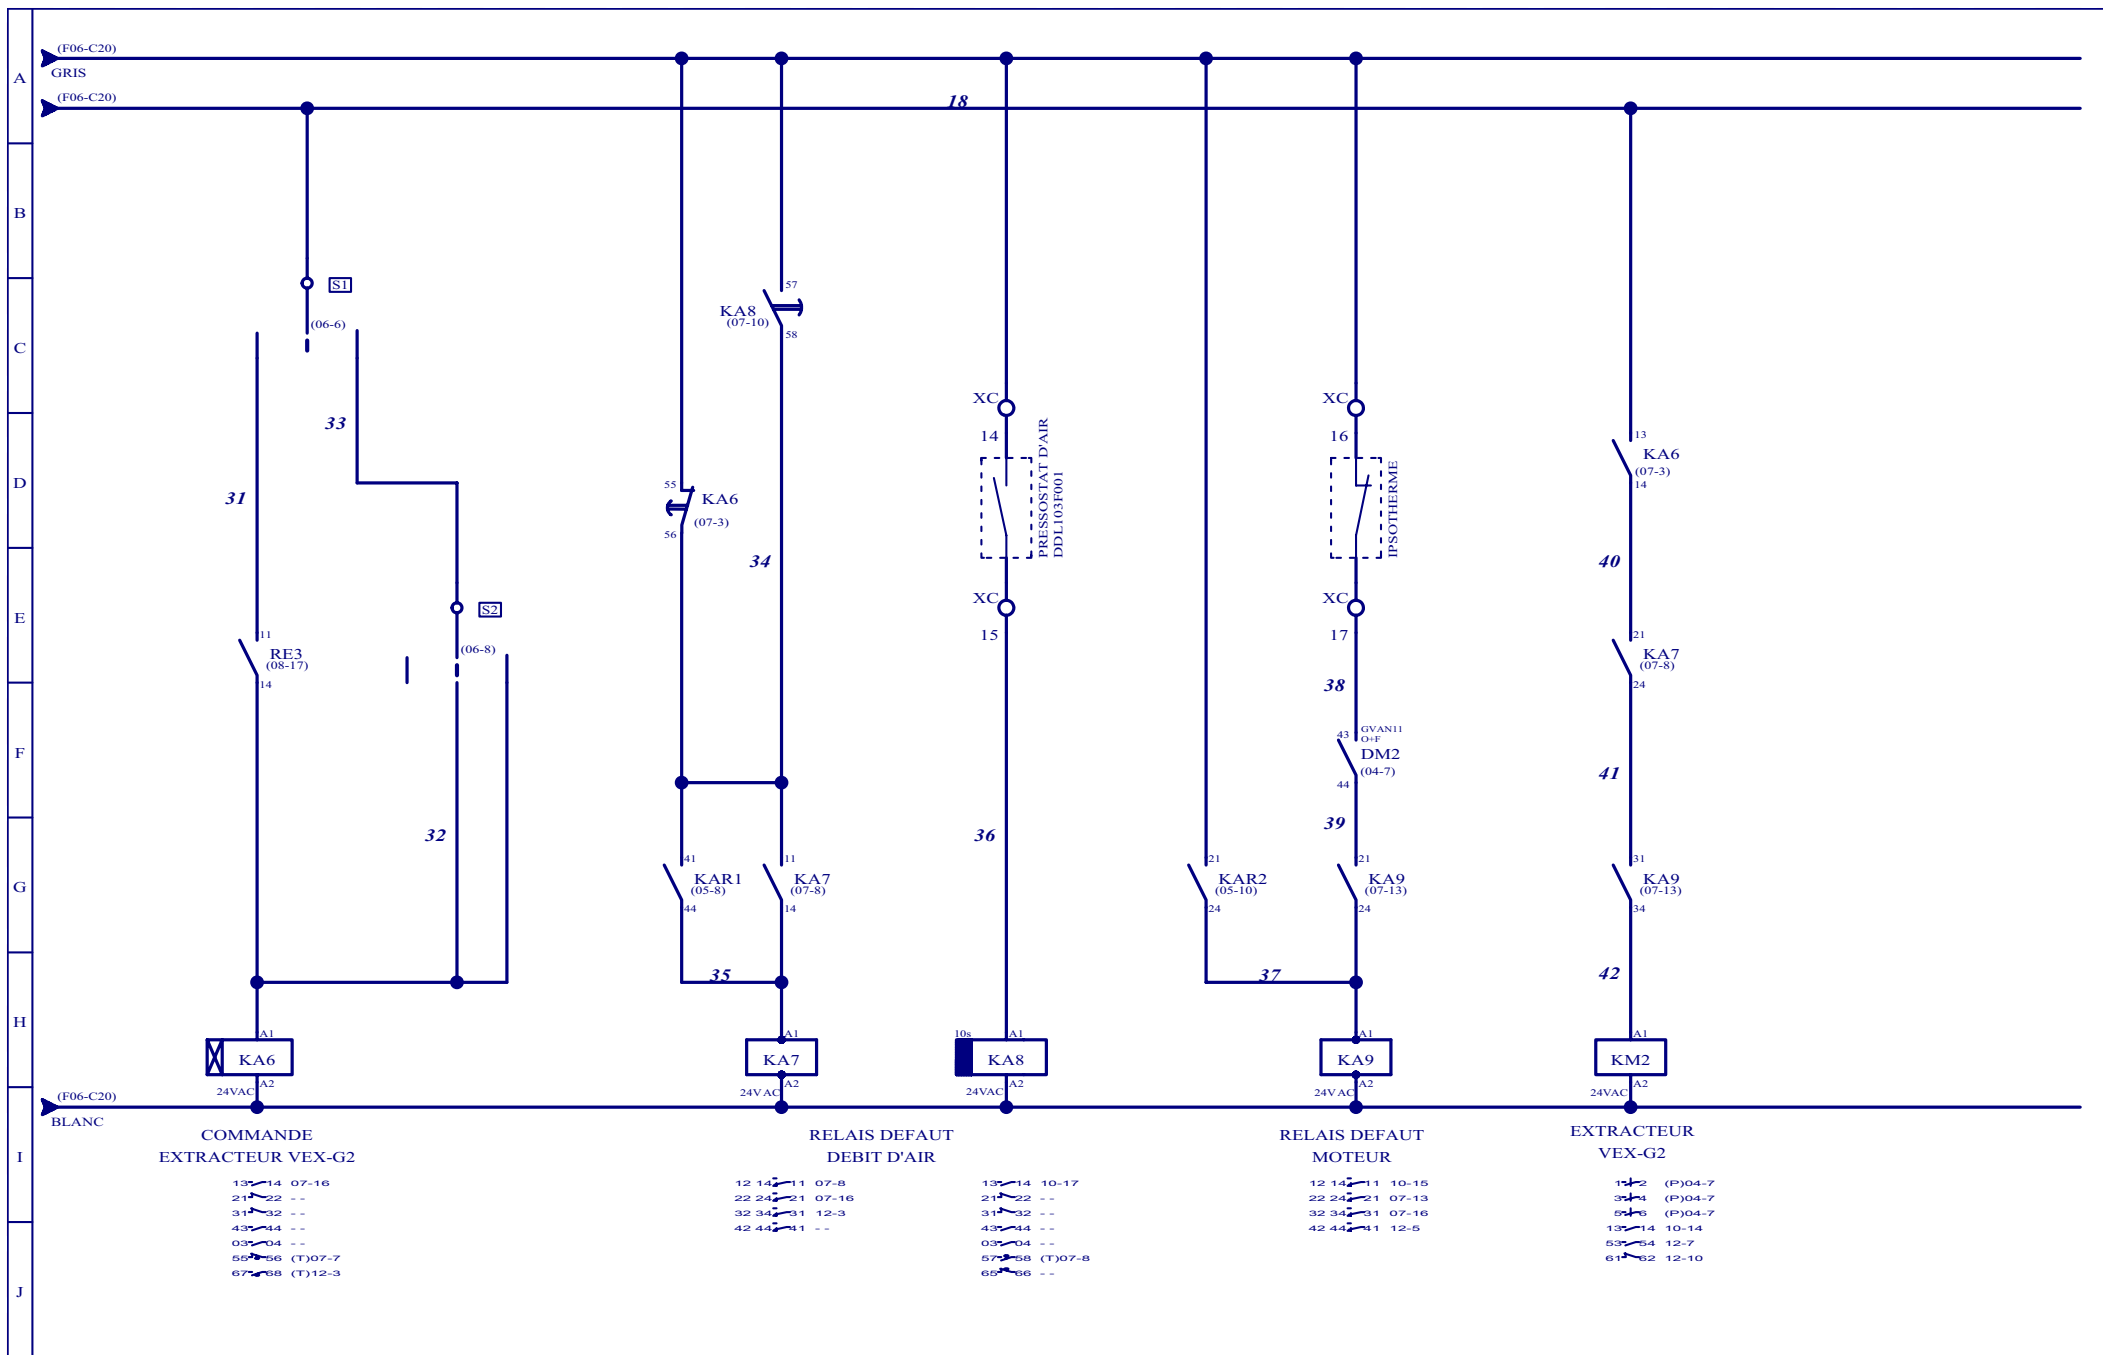 (F06-C20)
GRIS
A
(F06-C20)
18
B
S1
57
KA8
(07-10)
58
(06-6)
C
XC
XC
33
14
16
13
KA6
(07-3)
14
PRESSOSTAT D'AIR
DDL103F001
IPSOTHERME
D
31
55
KA6
(07-3)
56
34
40
E
S2
XC
XC
15
17
11
RE3
(08-17)
14
(06-8)
21
KA7
(07-8)
24
38
F
43
GVAN11
O+F
DM2
(04-7)
44
41
32
36
39
G
41
KAR1
(05-8)
44
11
KA7
(07-8)
14
21
KAR2
(05-10)
24
21
KA9
(07-13)
24
31
KA9
(07-13)
34
35
37
42
H
A1
KA6
A2
24VAC
A1
KA7
A2
24VAC
10s
A1
KA8
A2
24VAC
A1
KA9
A2
24VAC
A1
KM2
A2
24VAC
(F06-C20)
BLANC
I
COMMANDE
EXTRACTEUR VEX-G2
RELAIS DEFAUT
DEBIT D'AIR
RELAIS DEFAUT
MOTEUR
EXTRACTEUR
VEX-G2
13 14 07-16
21 22 --
31 32 --
43 44 --
03 04 --
55 56 (T)07-7
67 68 (T)12-3
12 14 11 07-8
22 24 21 07-16
32 34 31 12-3
42 44 41 --
13 14 10-17
21 22 --
31 32 --
43 44 --
03 04 --
57 58 (T)07-8
65 66 --
12 14 11 10-15
22 24 21 07-13
32 34 31 07-16
42 44 41 12-5
1 2 (P)04-7
3 4 (P)04-7
5 6 (P)04-7
13 14 10-14
53 54 12-7
61 62 12-10
J